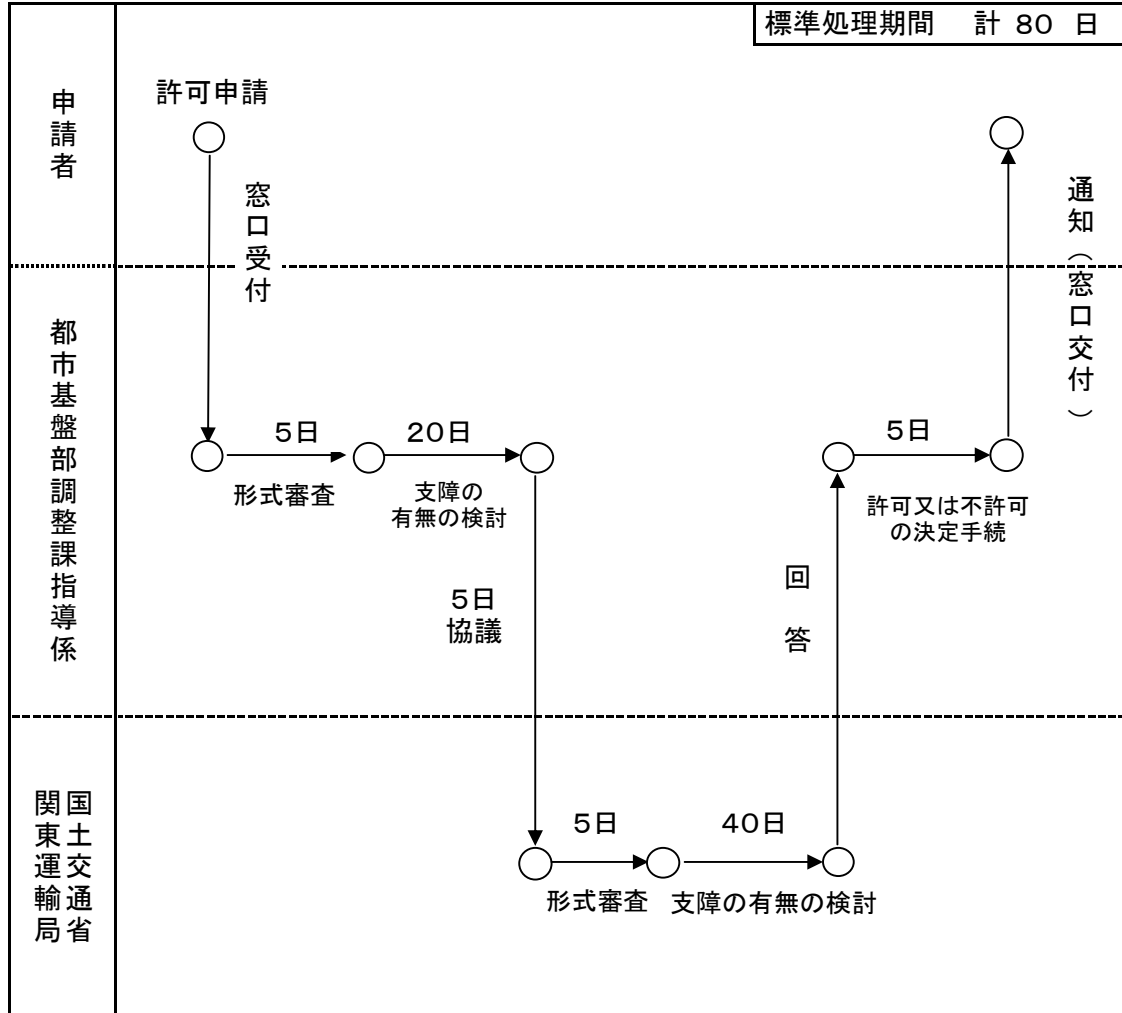 標準処理期間 計 80 日
申請者
許可申請
窓口受付
通知(窓口交付)
都市基盤部調整課指導係
5日
形式審査
20日
支障の
有無の検討
5日
協議
回答
5日
許可又は不許可
の決定手続
国土交通省
関東運輸局
5日
形式審査
40日
支障の有無の検討